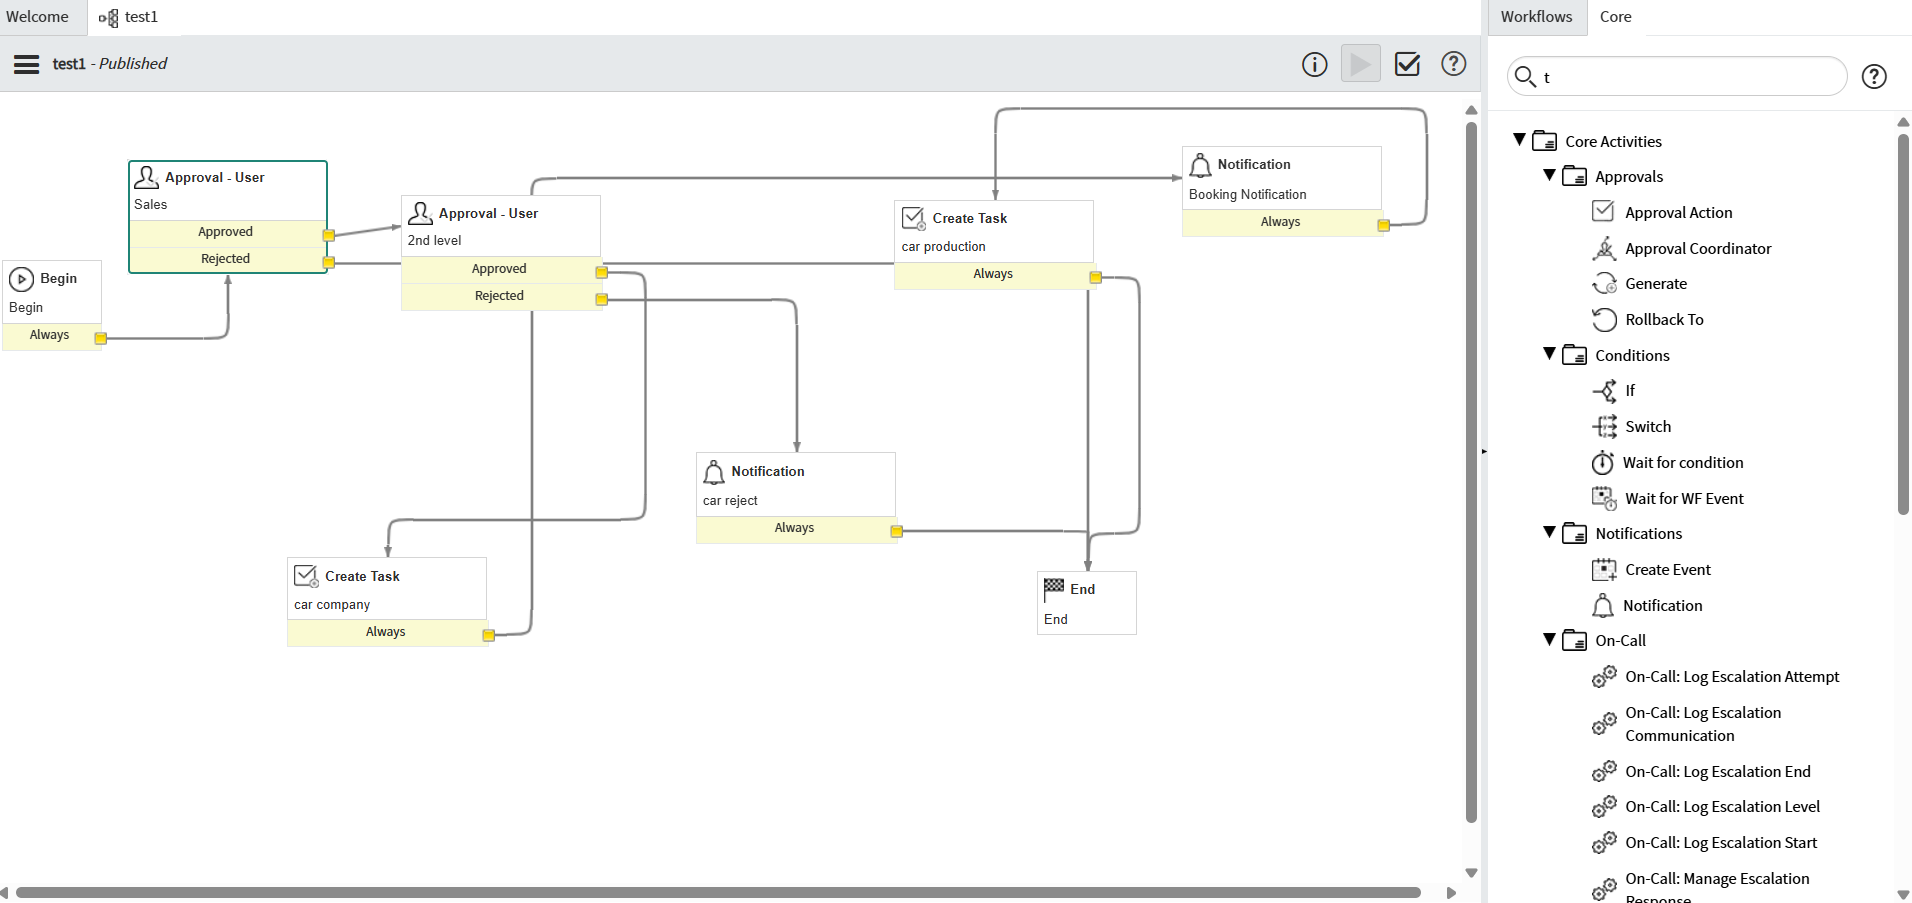 Welcome
test1
test1 - Published
Approval - User
Sales
Approved
Rejected
Begin
Begin
Always
Approval - User
2nd level
Approved
Rejected
Create Task
car production
Always
Notification
Booking Notification
Always
Notification
car reject
Always
Create Task
car company
Always
End
End
Workflows
Core
t
Core Activities
Approvals
Approval Action
Approval Coordinator
Generate
Rollback To
Conditions
If
Switch
Wait for condition
Wait for WF Event
Notifications
Create Event
Notification
On-Call
On-Call: Log Escalation Attempt
On-Call: Log Escalation
Communication
On-Call: Log Escalation End
On-Call: Log Escalation Level
On-Call: Log Escalation Start
On-Call: Manage Escalation
Response